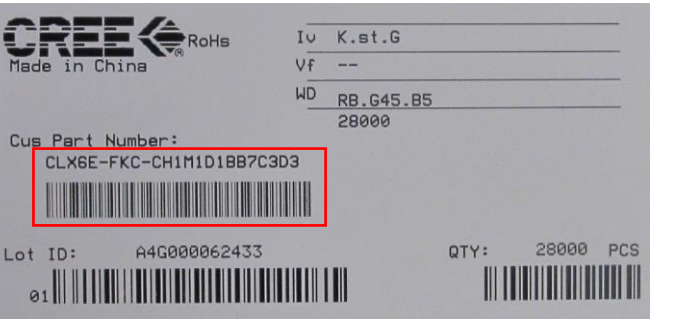 CREE RoHS
Made in China
Iv K.st.G
Vf --
WD RB.G45.B5
28000
Cus Part Number:
CLX6E-FKC-CH1M1D1BB7C3D3
Lot ID: A4G000062433 QTY: 28000 PCS
01